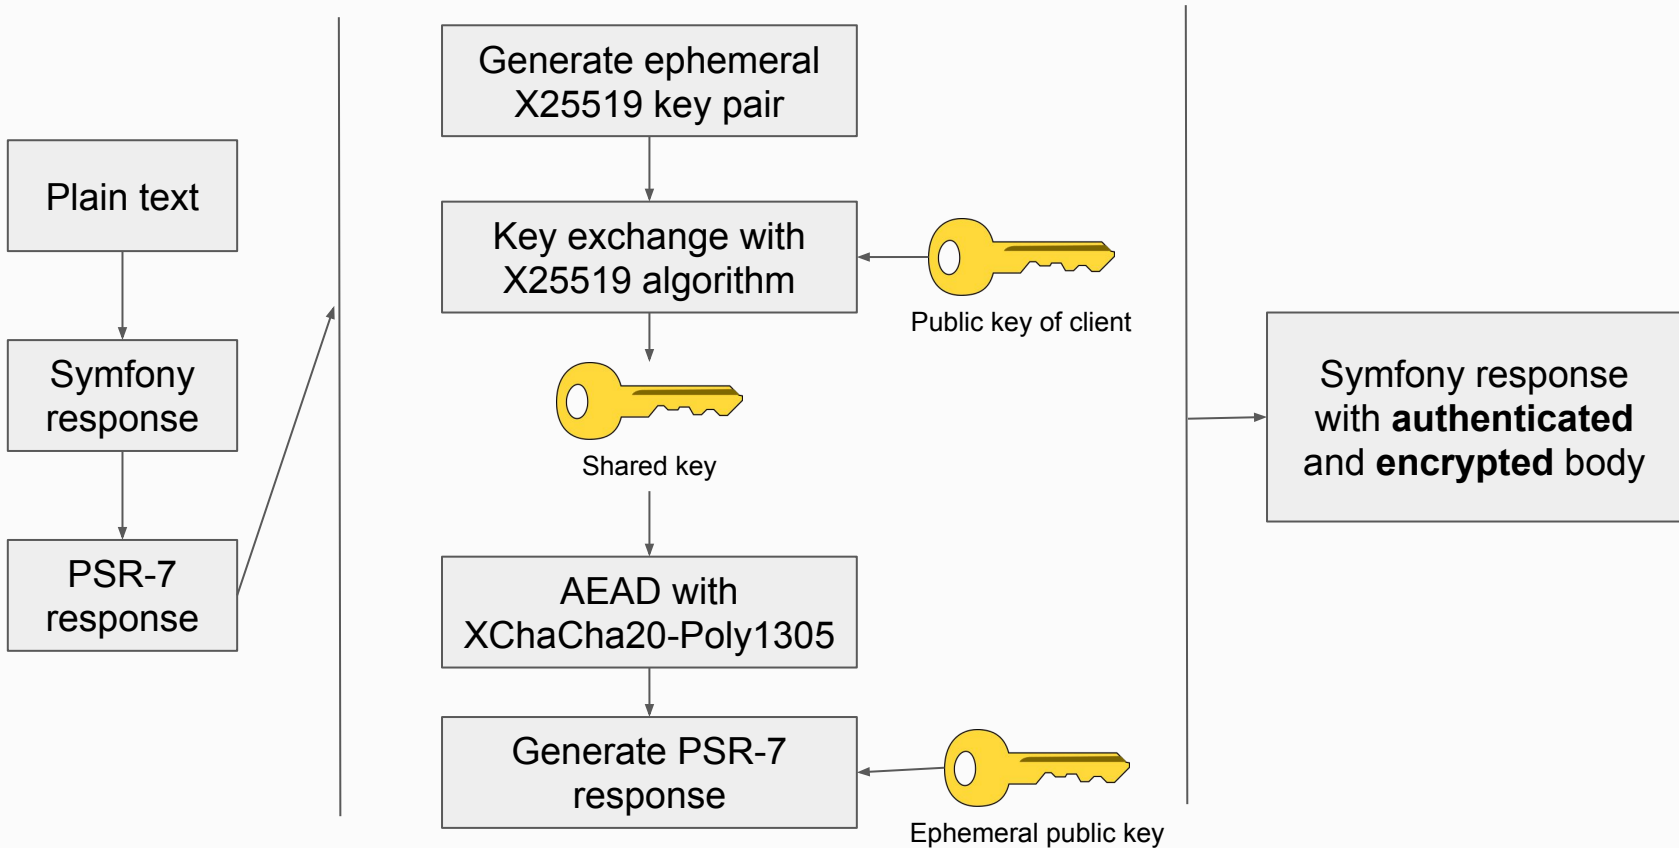 Plain text
Symfony
response
PSR-7
response
Generate ephemeral
X25519 key pair
Key exchange with
X25519 algorithm
Public key of client
Shared key
AEAD with
XChaCha20-Poly1305
Generate PSR-7
response
Ephemeral public key
Symfony response
with authenticated
and encrypted body